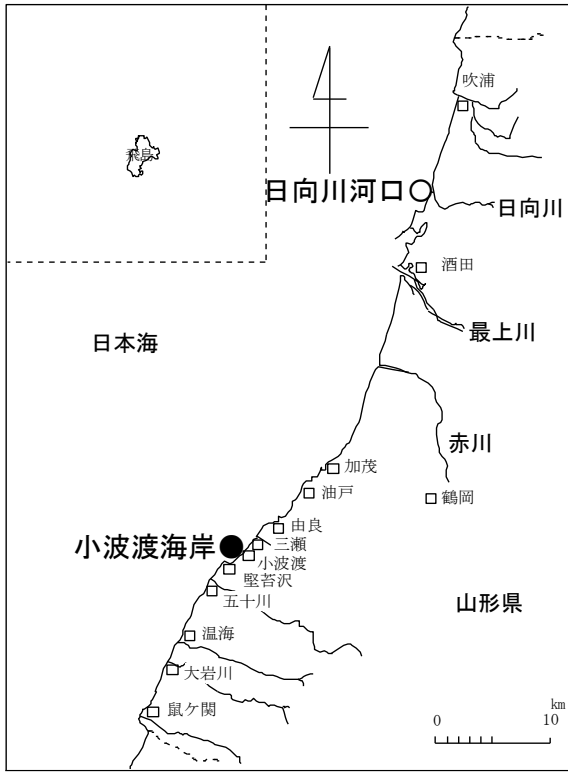 吹浦
飛島
日向川河口
日向川
酒田
日本海
最上川
赤川
加茂
油戸
鶴岡
由良
小波渡海岸
三瀬
小波渡
堅苔沢
五十川
山形県
温海
大岩川
鼠ケ関
km
0 10